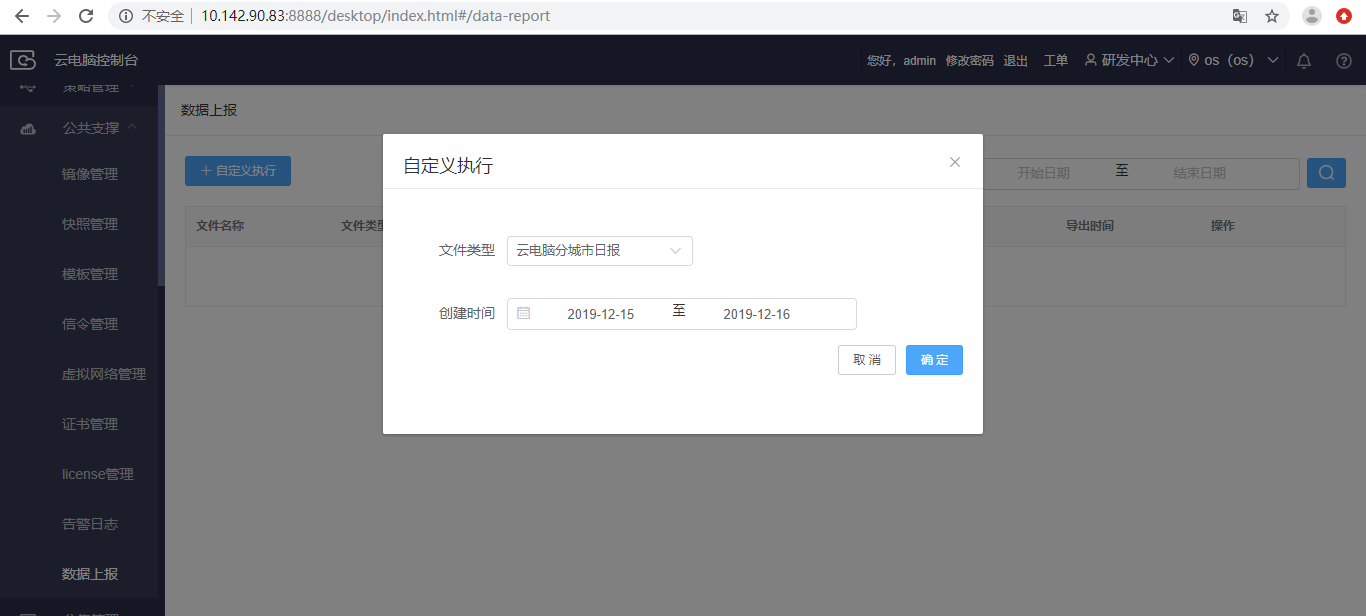 不安全 10.142.90.83:8888/desktop/index.html#/data-report
云电脑控制台 您好，admin 修改密码 退出 工单 研发中心 os（os）
策略管理
数据上报
公共支撑
自定义执行
自定义执行
开始日期 至 结束日期
镜像管理
文件名称 文件类型 导出时间 操作
快照管理
文件类型 云电脑分城市日报
模板管理
信令管理
创建时间 2019-12-15 至 2019-12-16
取消 确定
虚拟网络管理
证书管理
license管理
告警日志
数据上报